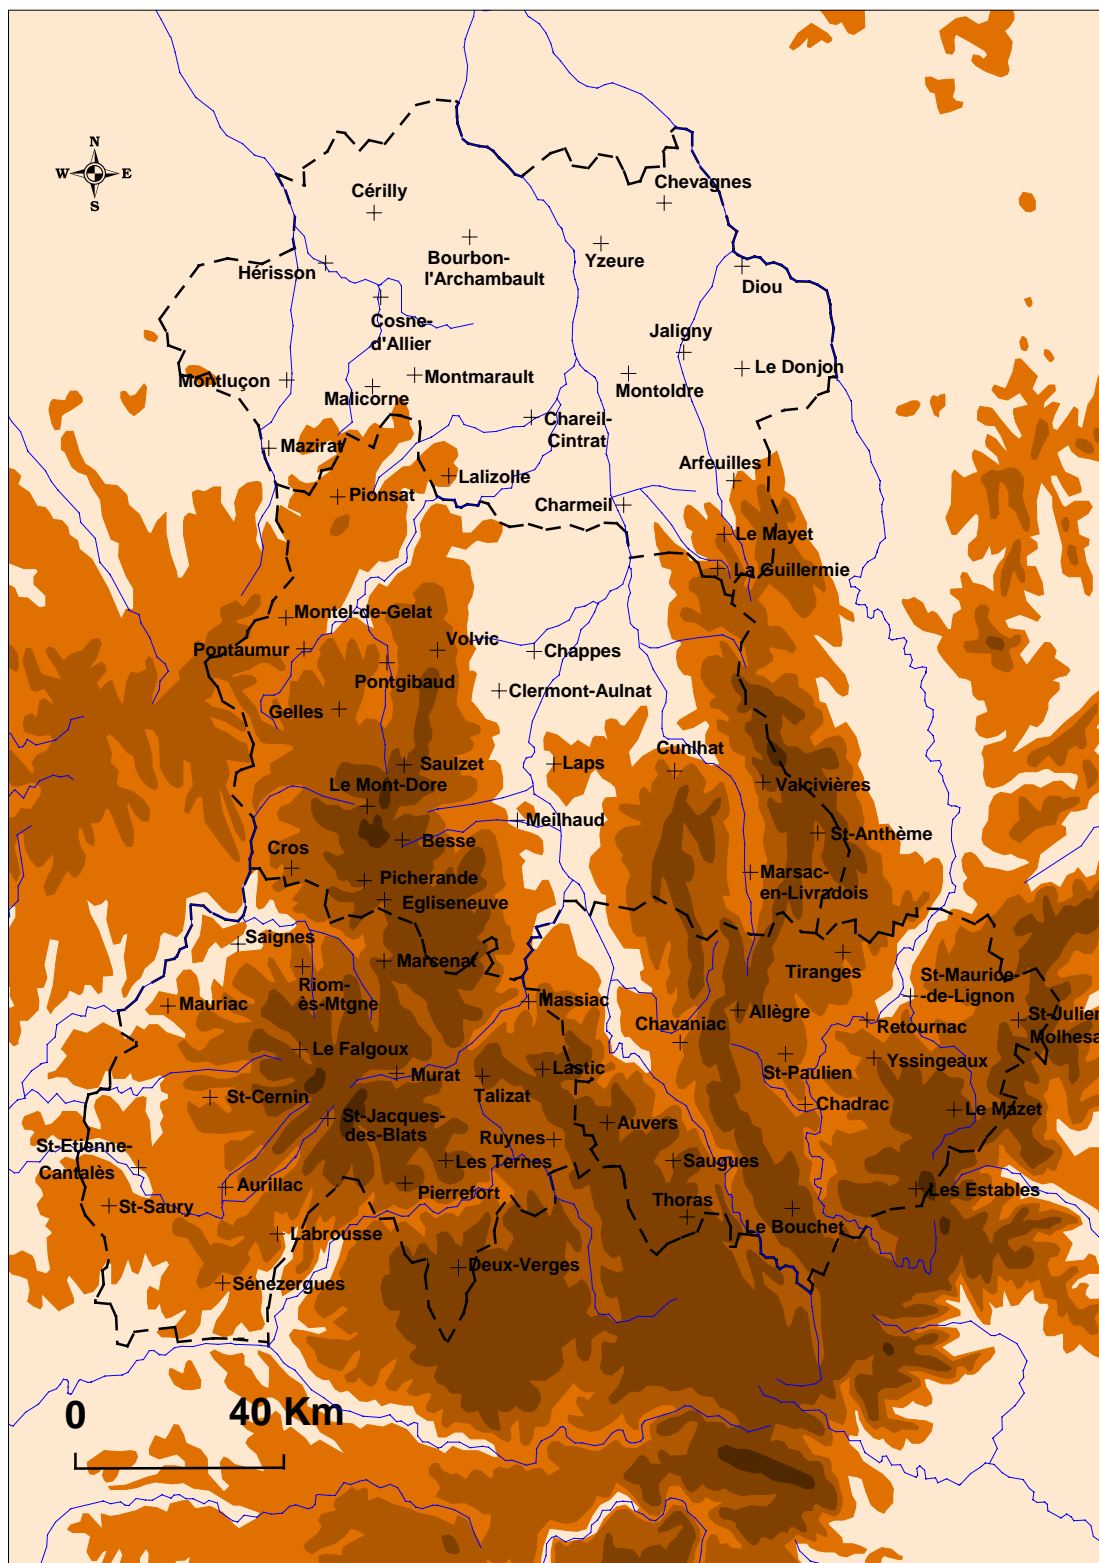 N
W E
S
Chevagnes
Cérilly
Bourbon-
l'Archambault
Yzeure
Hérisson
Diou
Cosne-
d'Allier
Jaligny
Le Donjon
Montluçon
Montmarault
Malicorne
Montoldre
Chareil-
Cintrat
Mazirat
Arfeuilles
Lalizolle
Pionsat
Charmeil
Le Mayet
La Guillermie
Montel-de-Gelat
Volvic
Pontaumur
Chappes
Pontgibaud
Clermont-Aulnat
Gelles
Cunlhat
Saulzet
Laps
Le Mont-Dore
Valcivières
Meilhaud
St-Anthème
Besse
Cros
Marsac-
en-Livradois
Picherande
Egliseneuve
Saignes
Marcenat
Tiranges
St-Maurice-
-de-Lignon
Riom-
ès-Mtgne
Mauriac
Massiac
Allègre
Chavaniac
Retournac
St-Julien
Molhesa
Le Falgoux
Yssingeaux
Lastic
St-Paulien
Murat
Talizat
St-Cernin
Chadrac
Le Mazet
St-Jacques-
des-Blats
Auvers
Ruynes
St-Etienne-
Cantalès
Les Ternes
Saugues
Aurillac
Pierrefort
Les Estables
St-Saury
Thoras
Le Bouchet
Labrousse
Deux-Verges
Sénezergues
0 40 Km